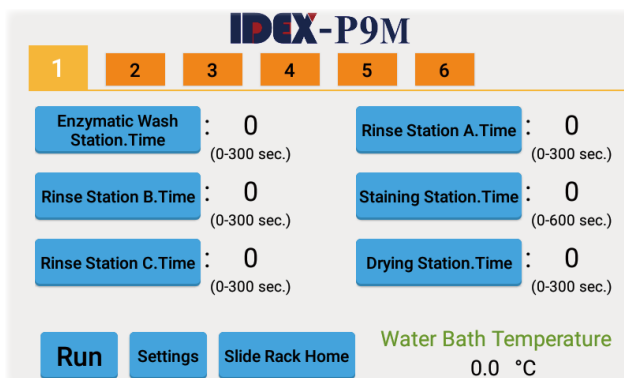 IDEX-P9M
1 2 3 4 5 6
Enzymatic Wash
Station.Time : 0
(0-300 sec.)
Rinse Station A.Time : 0
(0-300 sec.)
Rinse Station B.Time : 0
(0-300 sec.)
Staining Station.Time : 0
(0-600 sec.)
Rinse Station C.Time : 0
(0-300 sec.)
Drying Station.Time : 0
(0-300 sec.)
Run Settings Slide Rack Home
Water Bath Temperature
0.0 °C